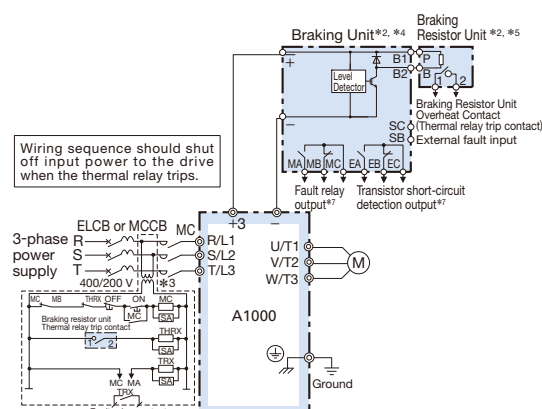 Braking Unit*2, *4
Braking
Resistor Unit *2, *5
+
Level
Detector
B1
B2
P
B
1 2
−
Braking Resistor Unit
Overheat Contact
(Thermal relay trip contact)
SC
SB
External fault input
MA MB MC EA EB EC
Fault relay
output*7
Transistor short-circuit
detection output*7
Wiring sequence should shut
off input power to the drive
when the thermal relay trips.
+3 −
ELCB or MCCB MC
3-phase
power
supply
R
S
T
R/L1
S/L2
T/L3
400/200 V
*3
U/T1
V/T2
W/T3
M
A1000
MC MB THRX OFF ON MC
MC
SA
Braking resistor unit
Thermal relay trip contact
1 2
THRX
SA
TRX
SA
MC MA
TRX
Ground